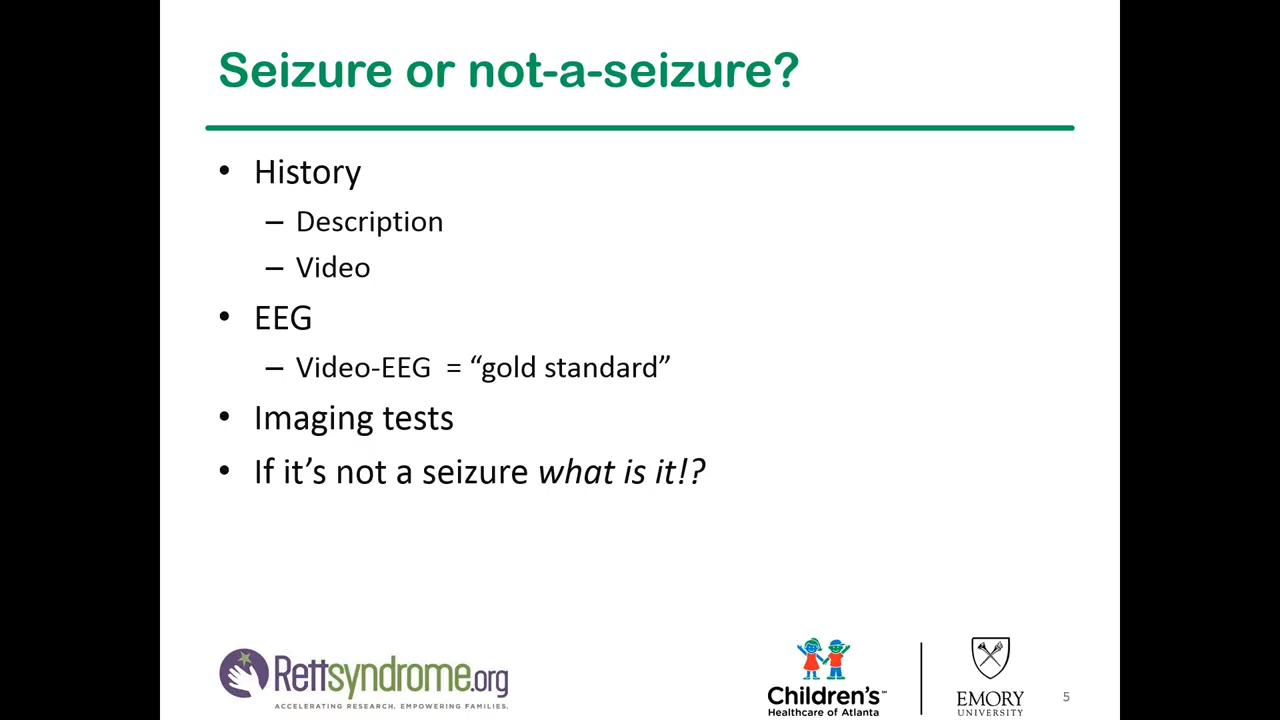 Seizure or not-a-seizure?
• History
– Description
– Video
• EEG
– Video-EEG = “gold standard”
• Imaging tests
• If it’s not a seizure what is it!?
Rettsyndrome.org
ACCELERATING RESEARCH. EMPOWERING FAMILIES.
Children’s™
Healthcare of Atlanta
EMORY
UNIVERSITY
5